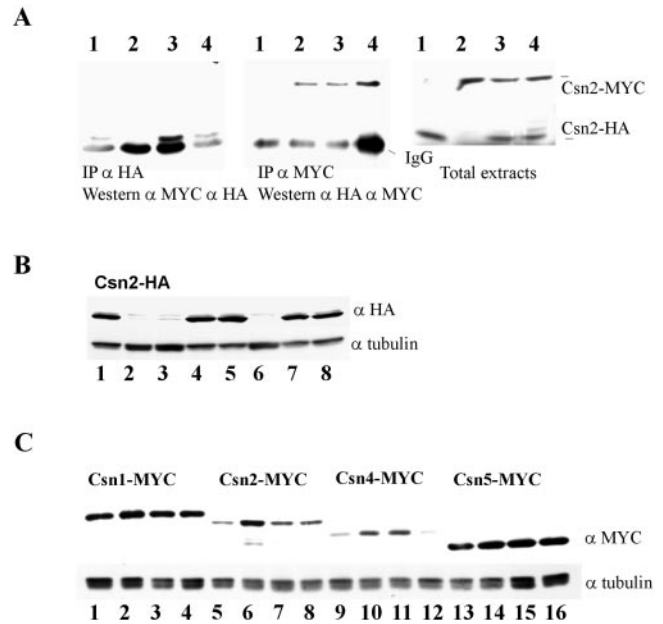 A
1 2 3 4 1 2 3 4 1 2 3 4
Csn2-MYC
Csn2-HA
IgG
IP α HA IP α MYC Total extracts
Western α MYC α HA Western α HA α MYC
B
Csn2-HA
α HA
α tubulin
1 2 3 4 5 6 7 8
C
Csn1-MYC Csn2-MYC Csn4-MYC Csn5-MYC
α MYC
α tubulin
1 2 3 4 5 6 7 8 9 10 11 12 13 14 15 16